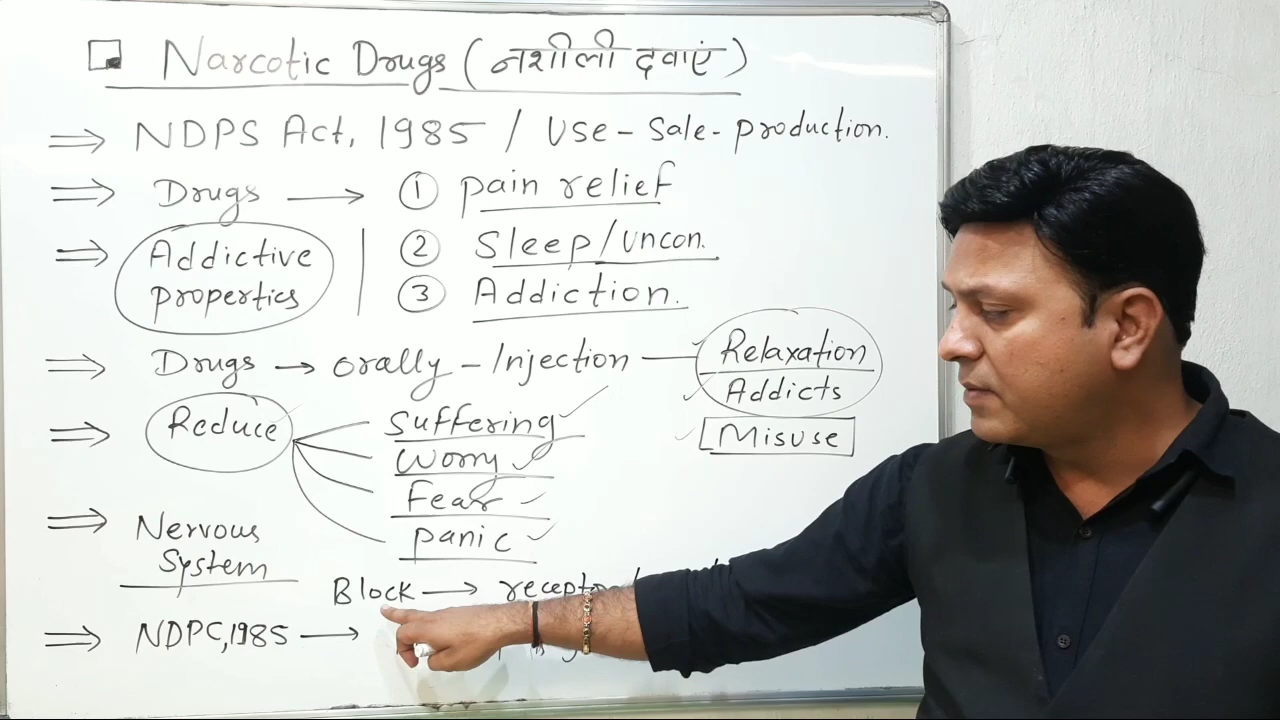 Narcotic Drugs (नशीली दवाएं)
⇒ NDPS Act, 1985 / Use - Sale - production.
⇒ Drugs → ① pain relief
⇒ Addictive properties | ② Sleep/Uncon.
③ Addiction.
⇒ Drugs → orally - Injection — Relaxation
Addicts
⇒ Reduce Suffering ✓ Misuse
Worry ✓
Fear ✓
panic ✓
⇒ Nervous
System
Block →
⇒ NDPC, 1985 →